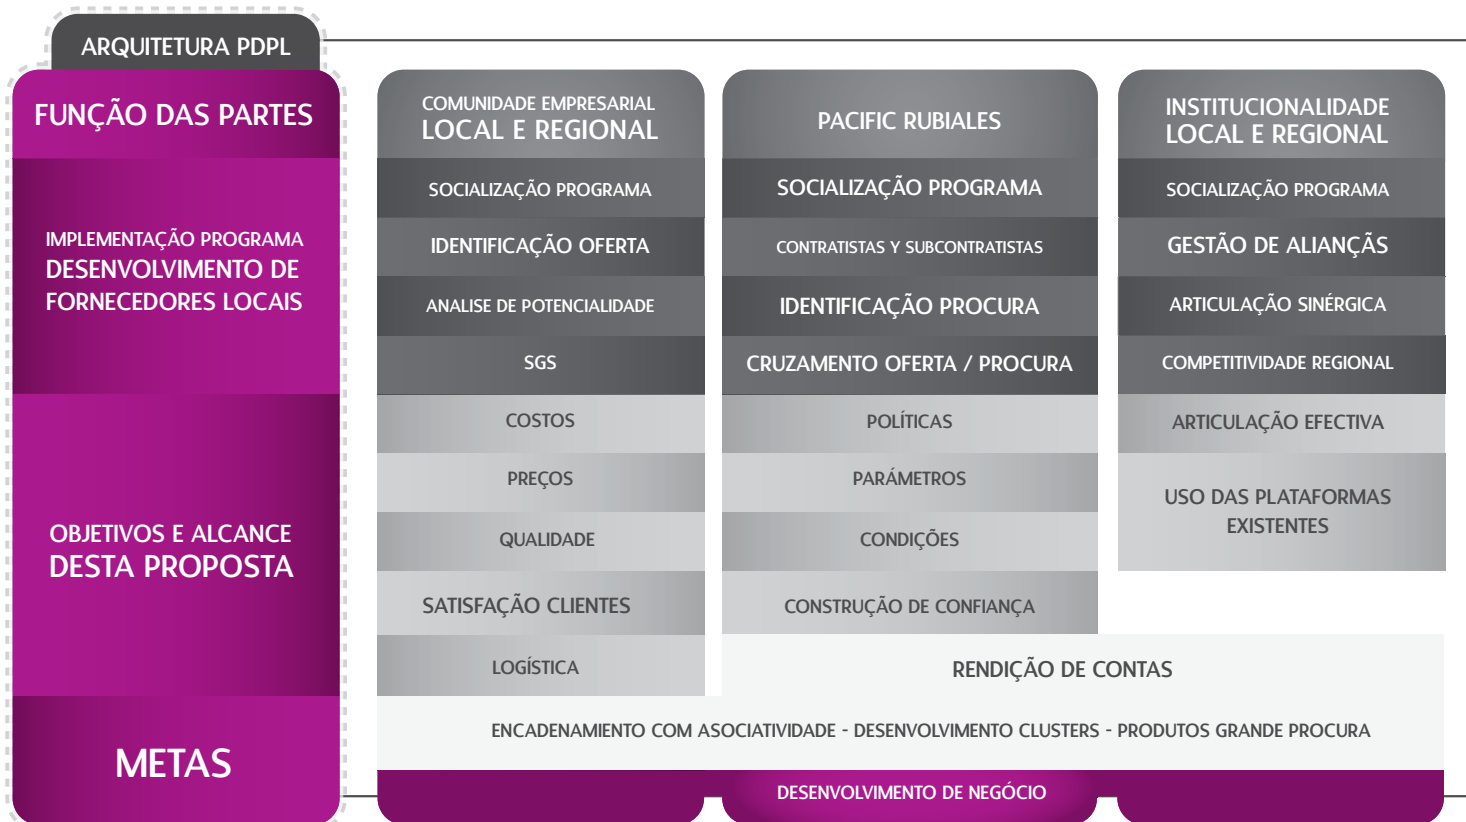 ARQUITETURA PDPL
FUNÇÃO DAS PARTES
COMUNIDADE EMPRESARIAL
LOCAL E REGIONAL
PACIFIC RUBIALES
INSTITUCIONALIDADE
LOCAL E REGIONAL
IMPLEMENTAÇÃO PROGRAMA
DESENVOLVIMENTO DE
FORNECEDORES LOCAIS
SOCIALIZAÇÃO PROGRAMA
SOCIALIZAÇÃO PROGRAMA
SOCIALIZAÇÃO PROGRAMA
IDENTIFICAÇÃO OFERTA
CONTRATISTAS Y SUBCONTRATISTAS
GESTÃO DE ALIANÇÃS
ANALISE DE POTENCIALIDADE
IDENTIFICAÇÃO PROCURA
ARTICULAÇÃO SINÉRGICA
SGS
CRUZAMENTO OFERTA / PROCURA
COMPETITIVIDADE REGIONAL
OBJETIVOS E ALCANCE
DESTA PROPOSTA
COSTOS
POLÍTICAS
ARTICULAÇÃO EFECTIVA
PREÇOS
PARÁMETROS
USO DAS PLATAFORMAS
EXISTENTES
QUALIDADE
CONDIÇÕES
SATISFAÇÃO CLIENTES
CONSTRUÇÃO DE CONFIANÇA
LOGÍSTICA
RENDIÇÃO DE CONTAS
METAS
ENCADENAMIENTO COM ASOCIATIVIDADE - DESENVOLVIMENTO CLUSTERS - PRODUTOS GRANDE PROCURA
DESENVOLVIMENTO DE NEGÓCIO